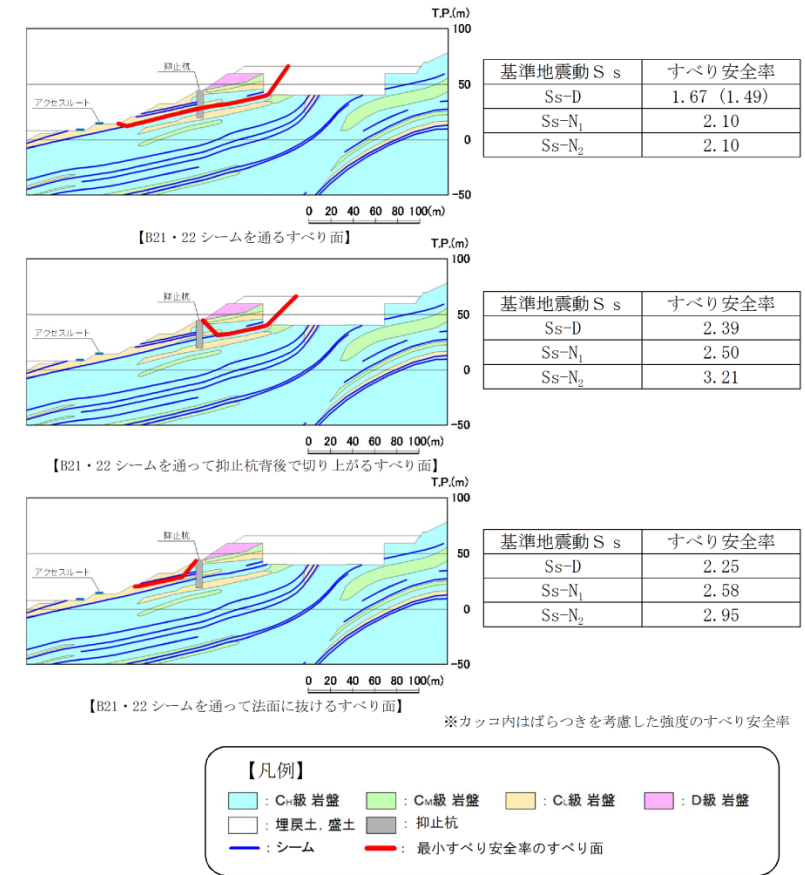 T.P.(m)
100
抑止杭
50
アクセスルート
0
-50
0 20 40 60 80 100(m)
【B21・22 シームを通るすべり面】
基準地震動Ｓｓ すべり安全率
Ss-D 1.67 (1.49)
Ss-N₁ 2.10
Ss-N₂ 2.10
T.P.(m)
100
抑止杭
50
アクセスルート
0
-50
0 20 40 60 80 100(m)
【B21・22 シームを通って抑止杭背後で切り上がるすべり面】
基準地震動Ｓｓ すべり安全率
Ss-D 2.39
Ss-N₁ 2.50
Ss-N₂ 3.21
T.P.(m)
100
抑止杭
50
アクセスルート
0
-50
0 20 40 60 80 100(m)
【B21・22 シームを通って法面に抜けるすべり面】
基準地震動Ｓｓ すべり安全率
Ss-D 2.25
Ss-N₁ 2.58
Ss-N₂ 2.95
※カッコ内はばらつきを考慮した強度のすべり安全率
【凡例】
：CH級 岩盤 ：CM級 岩盤 ：CL級 岩盤 ：D級 岩盤
：埋戻土，盛土 ：抑止杭
：シーム ：最小すべり安全率のすべり面